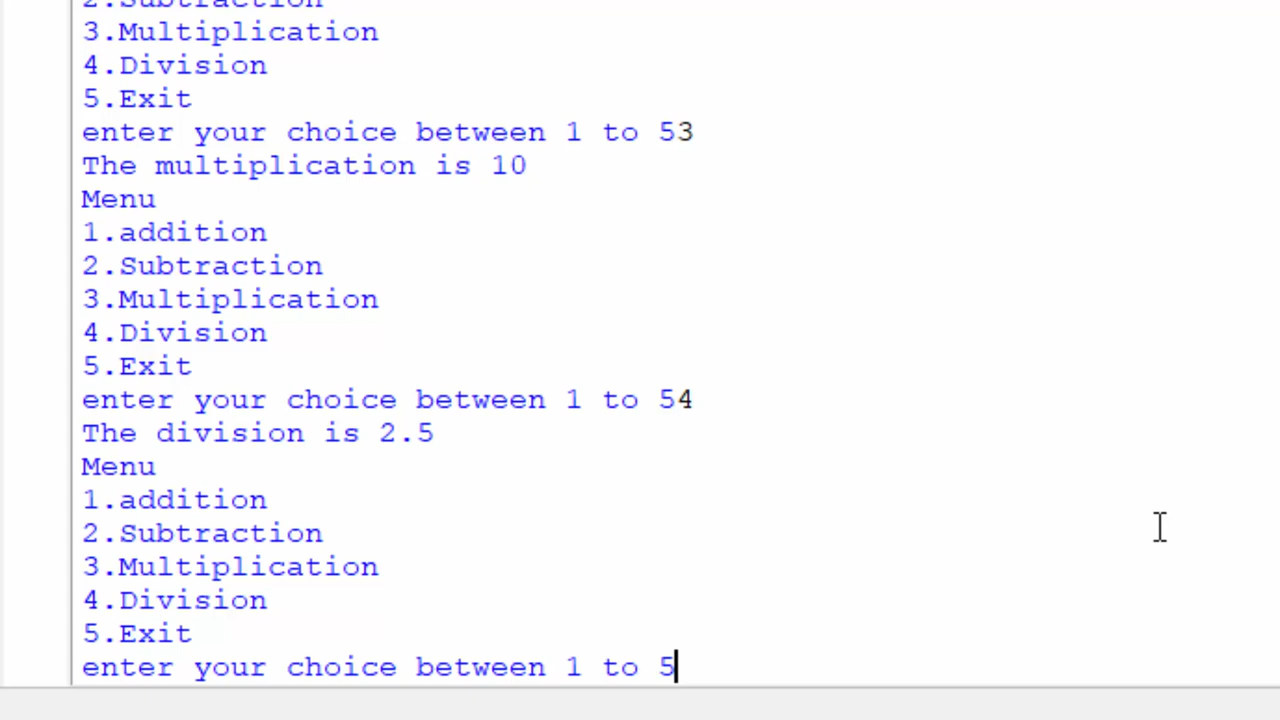 2.Subtraction
3.Multiplication
4.Division
5.Exit
enter your choice between 1 to 53
The multiplication is 10
Menu
1.addition
2.Subtraction
3.Multiplication
4.Division
5.Exit
enter your choice between 1 to 54
The division is 2.5
Menu
1.addition
2.Subtraction
3.Multiplication
4.Division
5.Exit
enter your choice between 1 to 5